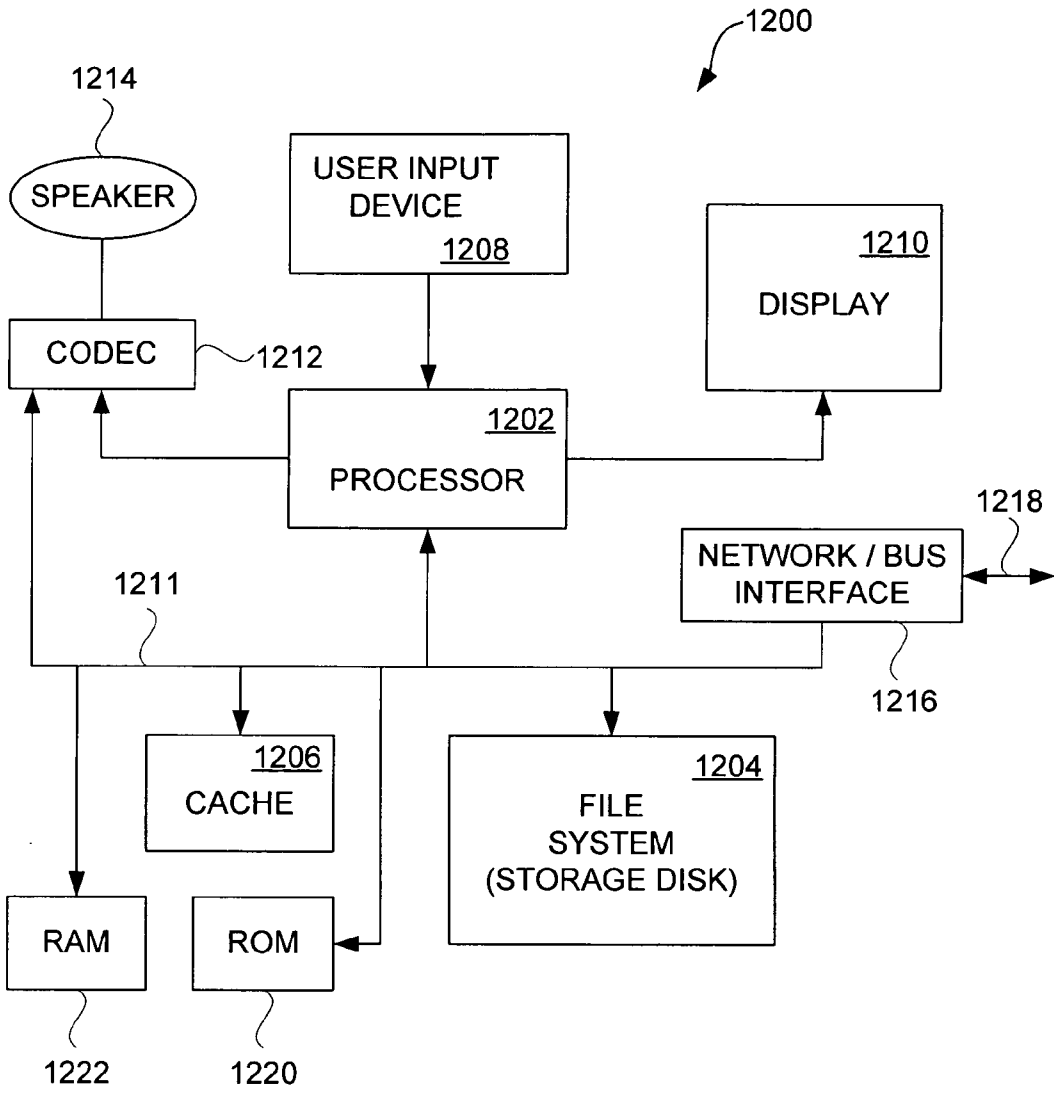 1200
1214
SPEAKER
USER INPUT
DEVICE
1208
1210
DISPLAY
CODEC
1212
1202
PROCESSOR
1218
NETWORK / BUS
INTERFACE
1211
1216
1206
CACHE
1204
FILE
SYSTEM
(STORAGE DISK)
RAM
ROM
1222
1220